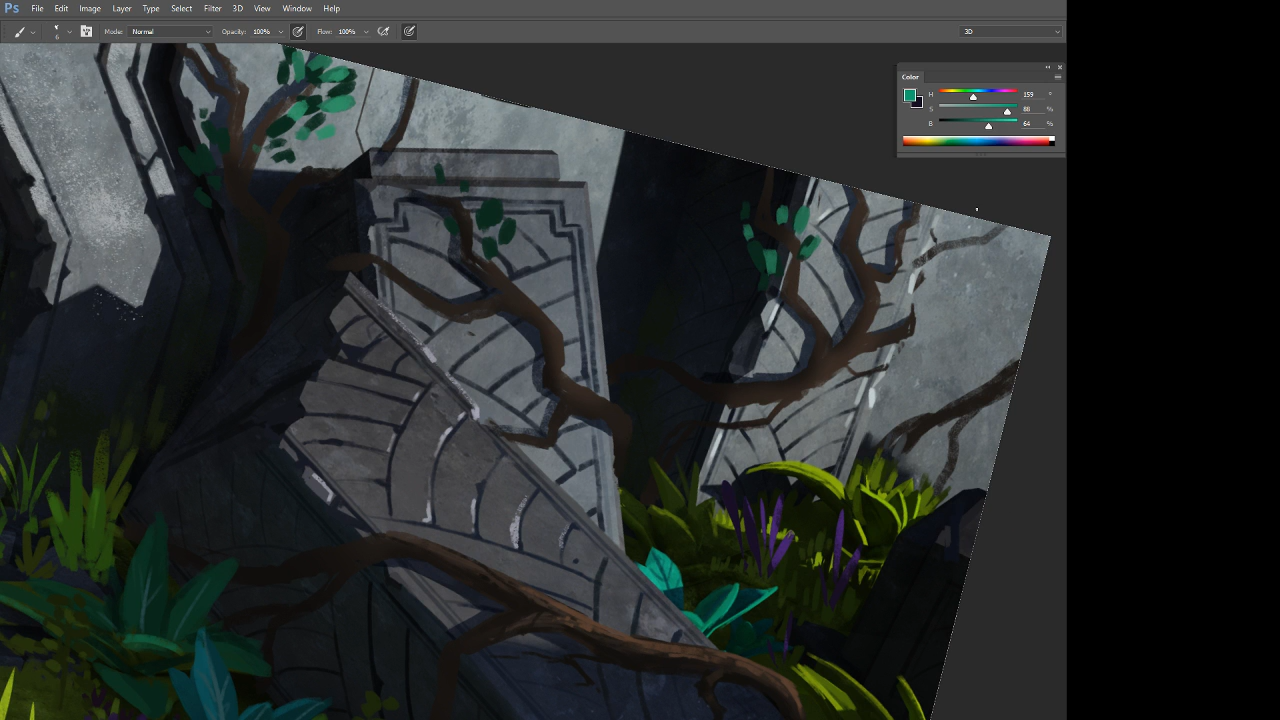 Ps File Edit Image Layer Type Select Filter 3D View Window Help
6 Mode: Normal Opacity: 100% Flow: 100% 3D
Color
H 159 °
S 88 %
B 64 %